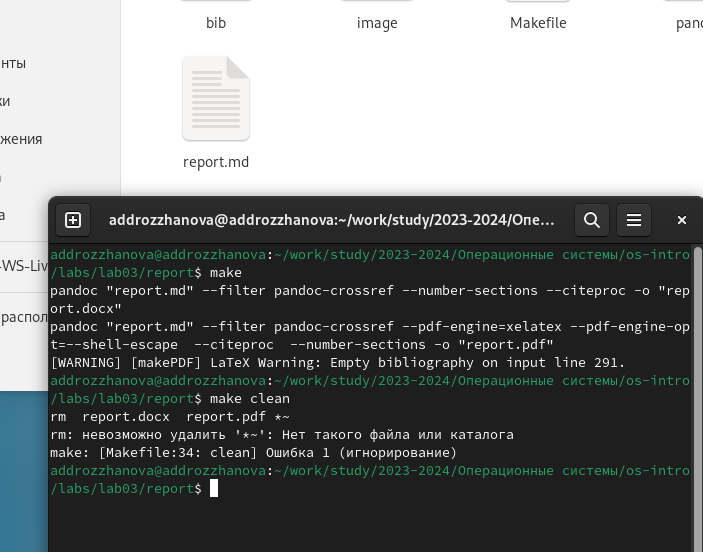 bib image Makefile pand
нты
report.md
ки
жения
а
-WS-Liv
распол
addrozzhanova@addrozzhanova:~/work/study/2023-2024/Опе...
addrozzhanova@addrozzhanova:~/work/study/2023-2024/Операционные системы/os-intro
/labs/lab03/report$ make
pandoc "report.md" --filter pandoc-crossref --number-sections --citeproc -o "rep
ort.docx"
pandoc "report.md" --filter pandoc-crossref --pdf-engine=xelatex --pdf-engine-op
t=--shell-escape  --citeproc  --number-sections -o "report.pdf"
[WARNING] [makePDF] LaTeX Warning: Empty bibliography on input line 291.
addrozzhanova@addrozzhanova:~/work/study/2023-2024/Операционные системы/os-intro
/labs/lab03/report$ make clean
rm  report.docx  report.pdf *~
rm: невозможно удалить '*~': Нет такого файла или каталога
make: [Makefile:34: clean] Ошибка 1 (игнорирование)
addrozzhanova@addrozzhanova:~/work/study/2023-2024/Операционные системы/os-intro
/labs/lab03/report$